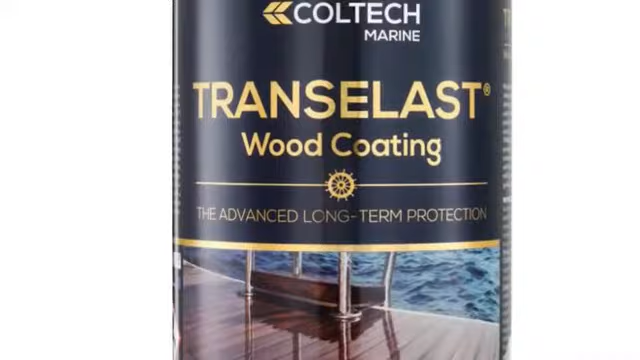 COLTECH
MARINE
TRANSELAST®
Wood Coating
THE ADVANCED LONG-TERM PROTECTION